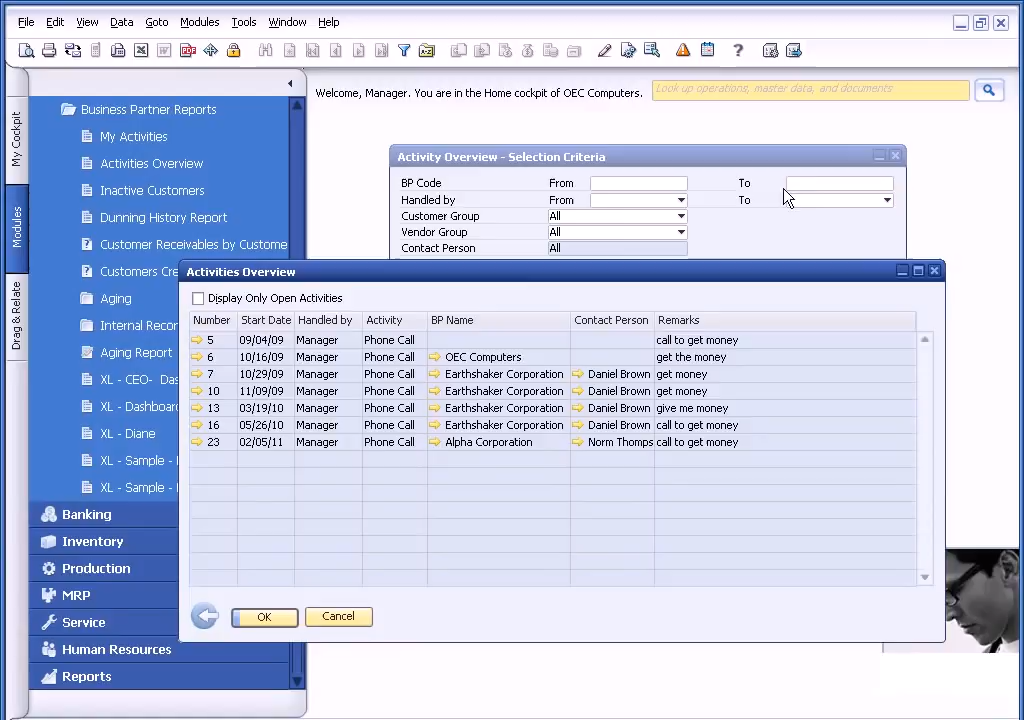 File Edit View Data Goto Modules Tools Window Help
Welcome, Manager. You are in the Home cockpit of OEC Computers.
Look up operations, master data, and documents
My Cockpit
Modules
Drag & Relate
Business Partner Reports
My Activities
Activities Overview
Inactive Customers
Dunning History Report
Customer Receivables by Custome
Customers Cre
Aging
Internal Recor
Aging Report
XL - CEO- Das
XL - Dashboar
XL - Diane
XL - Sample -
XL - Sample -
Banking
Inventory
Production
MRP
Service
Human Resources
Reports
Activity Overview - Selection Criteria
BP Code From To
Handled by From To
Customer Group All
Vendor Group All
Contact Person All
Activities Overview
Display Only Open Activities
Number Start Date Handled by Activity BP Name Contact Person Remarks
5 09/04/09 Manager Phone Call call to get money
6 10/16/09 Manager Phone Call OEC Computers get the money
7 10/29/09 Manager Phone Call Earthshaker Corporation Daniel Brown get money
10 11/09/09 Manager Phone Call Earthshaker Corporation Daniel Brown get money
13 03/19/10 Manager Phone Call Earthshaker Corporation Daniel Brown give me money
16 05/26/10 Manager Phone Call Earthshaker Corporation Daniel Brown call to get money
23 02/05/11 Manager Phone Call Alpha Corporation Norm Thomps call to get money
OK Cancel